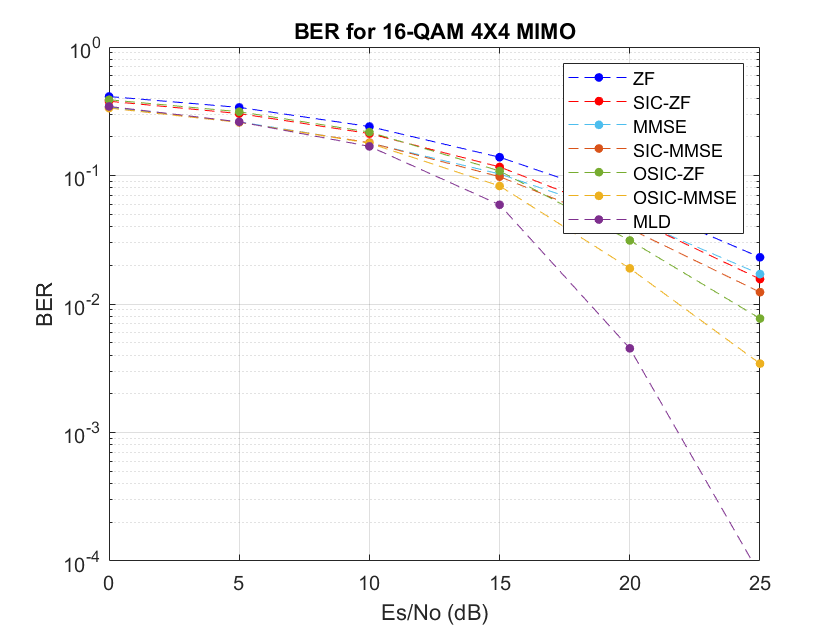 BER for 16-QAM 4X4 MIMO
10^0
10^-1
10^-2
10^-3
10^-4
BER
ZF
SIC-ZF
MMSE
SIC-MMSE
OSIC-ZF
OSIC-MMSE
MLD
0 5 10 15 20 25
Es/No (dB)